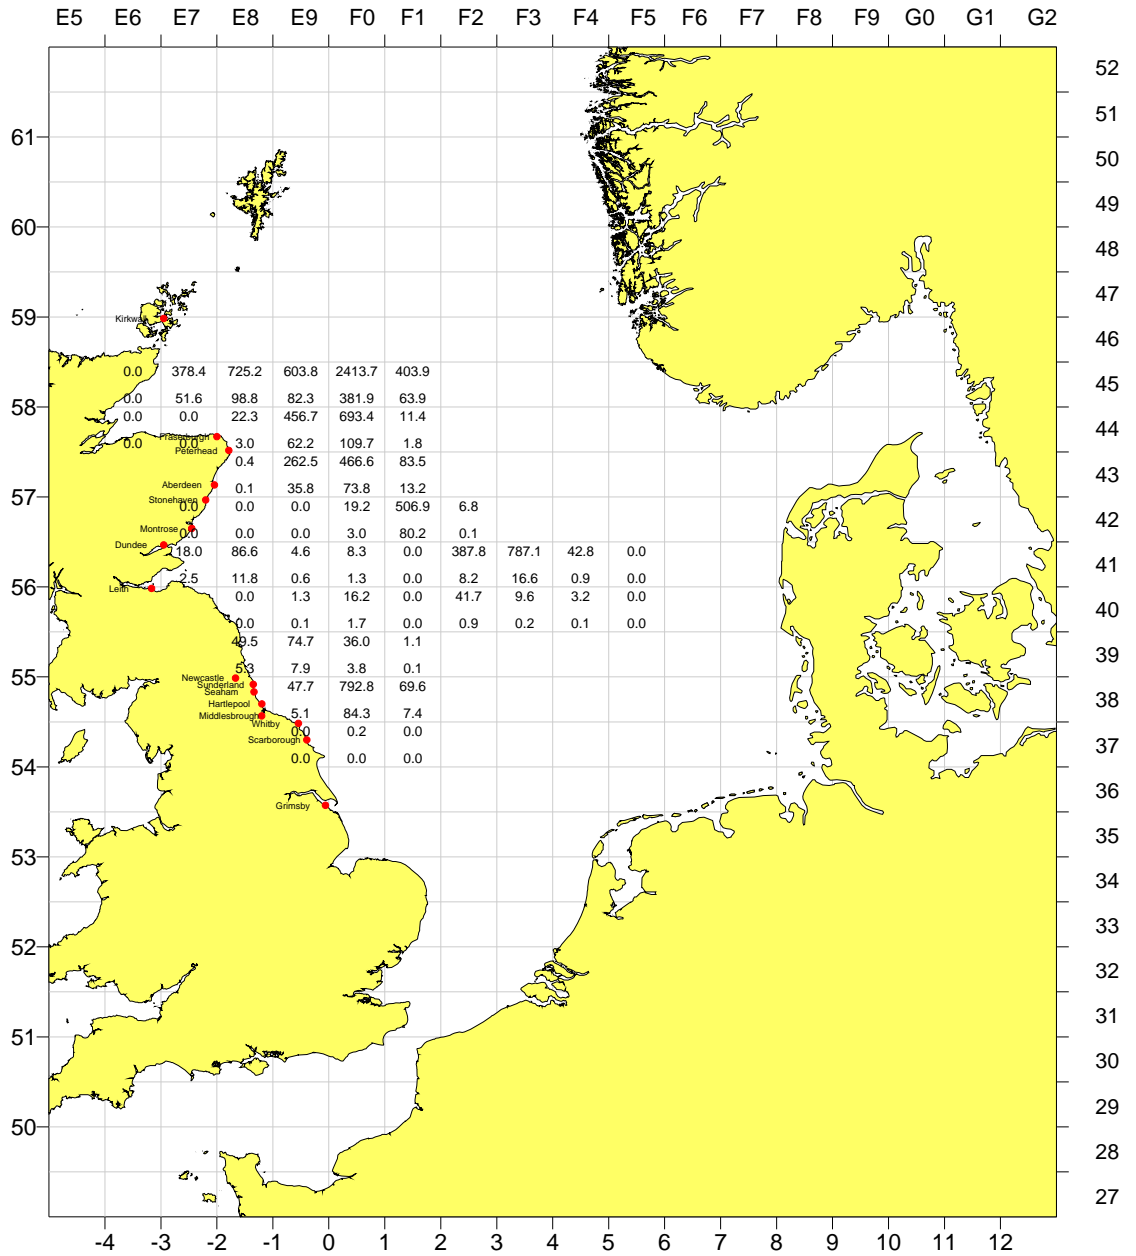 E5 E6 E7 E8 E9 F0 F1 F2 F3 F4 F5 F6 F7 F8 F9 G0 G1 G2
52
51
61
50
49
60
48
47
59
Kirkwall
46
0.0 378.4 725.2 603.8 2413.7 403.9
45
0.0 51.6 98.8 82.3 381.9 63.9
58
0.0 0.0 22.3 456.7 693.4 11.4
44
Fraserburgh
0.0 0.0 3.0 62.2 109.7 1.8
Peterhead
0.4 262.5 466.6 83.5
43
Aberdeen
0.1 35.8 73.8 13.2
57
Stonehaven
0.0 0.0 0.0 19.2 506.9 6.8
42
Montrose
0.0 0.0 0.0 3.0 80.2 0.1
Dundee
18.0 86.6 4.6 8.3 0.0 387.8 787.1 42.8 0.0
41
2.5 11.8 0.6 1.3 0.0 8.2 16.6 0.9 0.0
56
Leith
0.0 1.3 16.2 0.0 41.7 9.6 3.2 0.0
40
0.0 0.1 1.7 0.0 0.9 0.2 0.1 0.0
49.5 74.7 36.0 1.1
39
5.3 7.9 3.8 0.1
55
Newcastle
Sunderland
47.7 792.8 69.6
Seaham
38
Hartlepool
5.1 84.3 7.4
Middlesbrough
Whitby
0.0 0.2 0.0
Scarborough
37
0.0 0.0 0.0
54
36
Grimsby
35
53
34
33
52
32
31
51
30
29
50
28
27
-4 -3 -2 -1 0 1 2 3 4 5 6 7 8 9 10 11 12